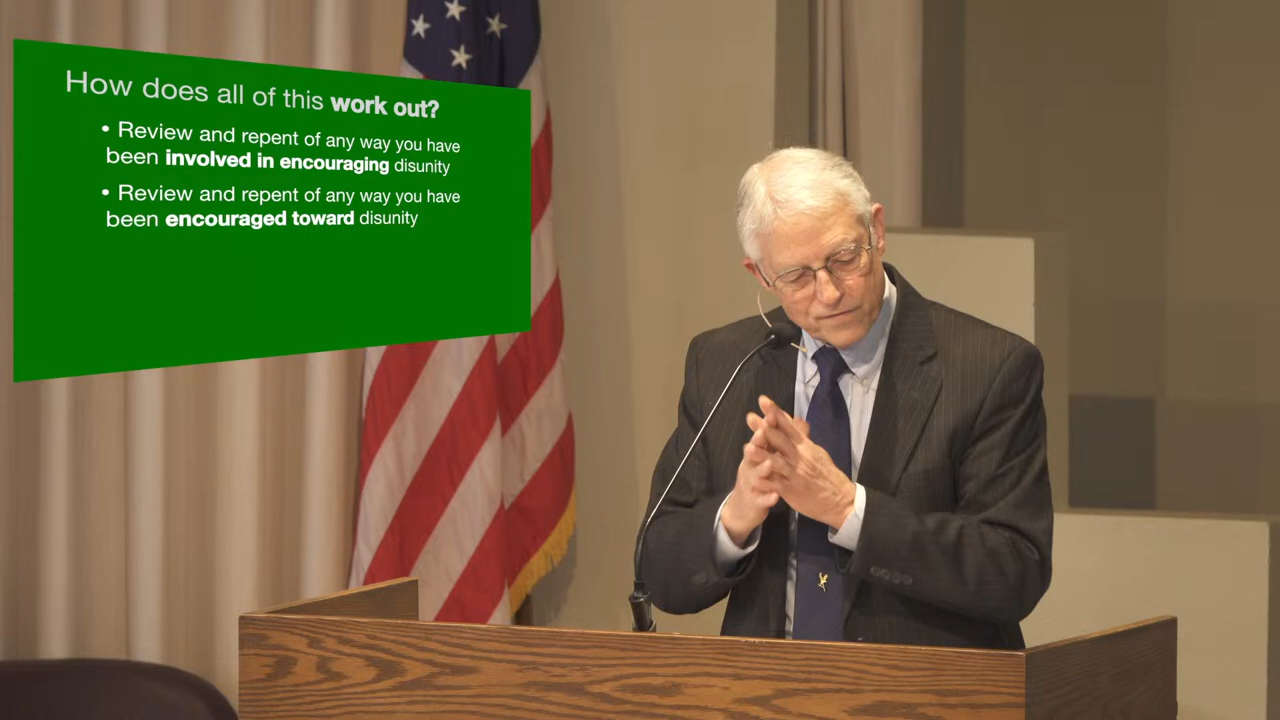 How does all of this work out?
• Review and repent of any way you have
been involved in encouraging disunity
• Review and repent of any way you have
been encouraged toward disunity